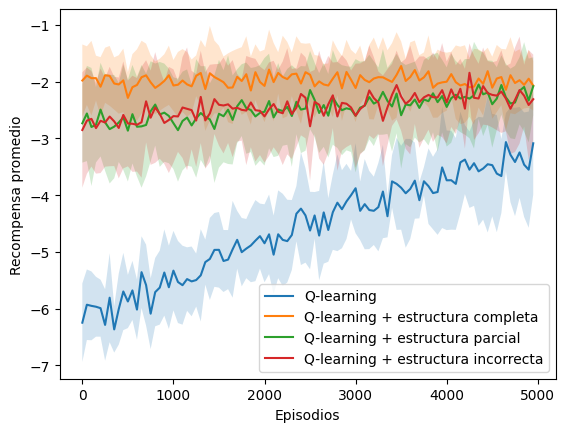 −1
−2
−3
−4
−5
−6
−7
Recompensa promedio
0
1000
2000
3000
4000
5000
Episodios
Q-learning
Q-learning + estructura completa
Q-learning + estructura parcial
Q-learning + estructura incorrecta